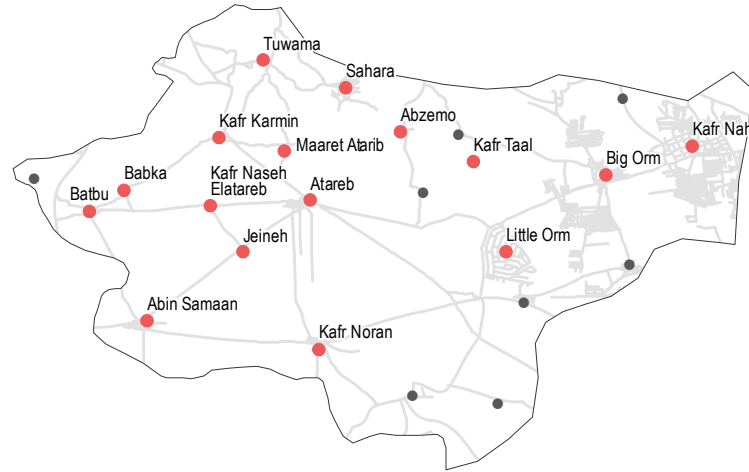 Tuwama
Sahara
Kafr Karmin
Abzemo
Maaret Atarib
Kafr Taal
Kafr Nah
Big Orm
Babka
Kafr Naseh
Elatareb
Atareb
Batbu
Jeineh
Little Orm
Abin Samaan
Kafr Noran